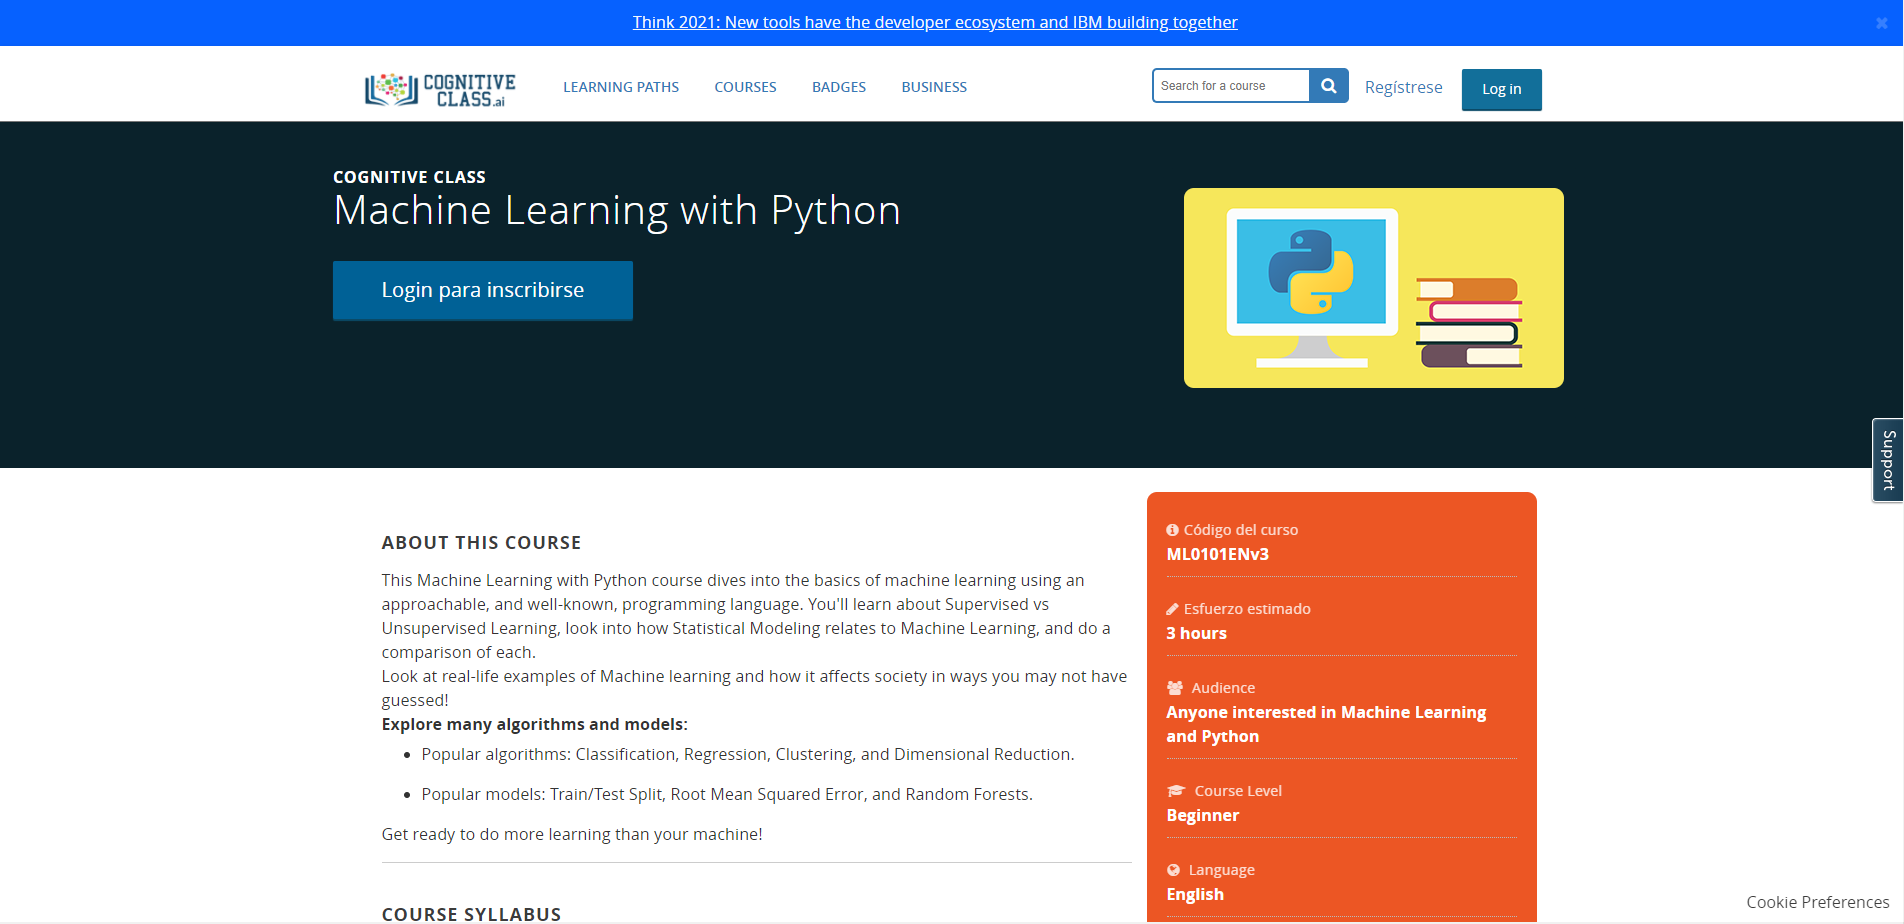 Think 2021: New tools have the developer ecosystem and IBM building together
COGNITIVE
CLASS.ai
LEARNING PATHS
COURSES
BADGES
BUSINESS
Search for a course
Regístrese
Log in
COGNITIVE CLASS
Machine Learning with Python
Login para inscribirse
Support
ABOUT THIS COURSE
This Machine Learning with Python course dives into the basics of machine learning using an
approachable, and well-known, programming language. You'll learn about Supervised vs
Unsupervised Learning, look into how Statistical Modeling relates to Machine Learning, and do a
comparison of each.
Look at real-life examples of Machine learning and how it affects society in ways you may not have
guessed!
Explore many algorithms and models:
• Popular algorithms: Classification, Regression, Clustering, and Dimensional Reduction.
• Popular models: Train/Test Split, Root Mean Squared Error, and Random Forests.
Get ready to do more learning than your machine!
COURSE SYLLABUS
Código del curso
ML0101ENv3
Esfuerzo estimado
3 hours
Audience
Anyone interested in Machine Learning
and Python
Course Level
Beginner
Language
English
Cookie Preferences